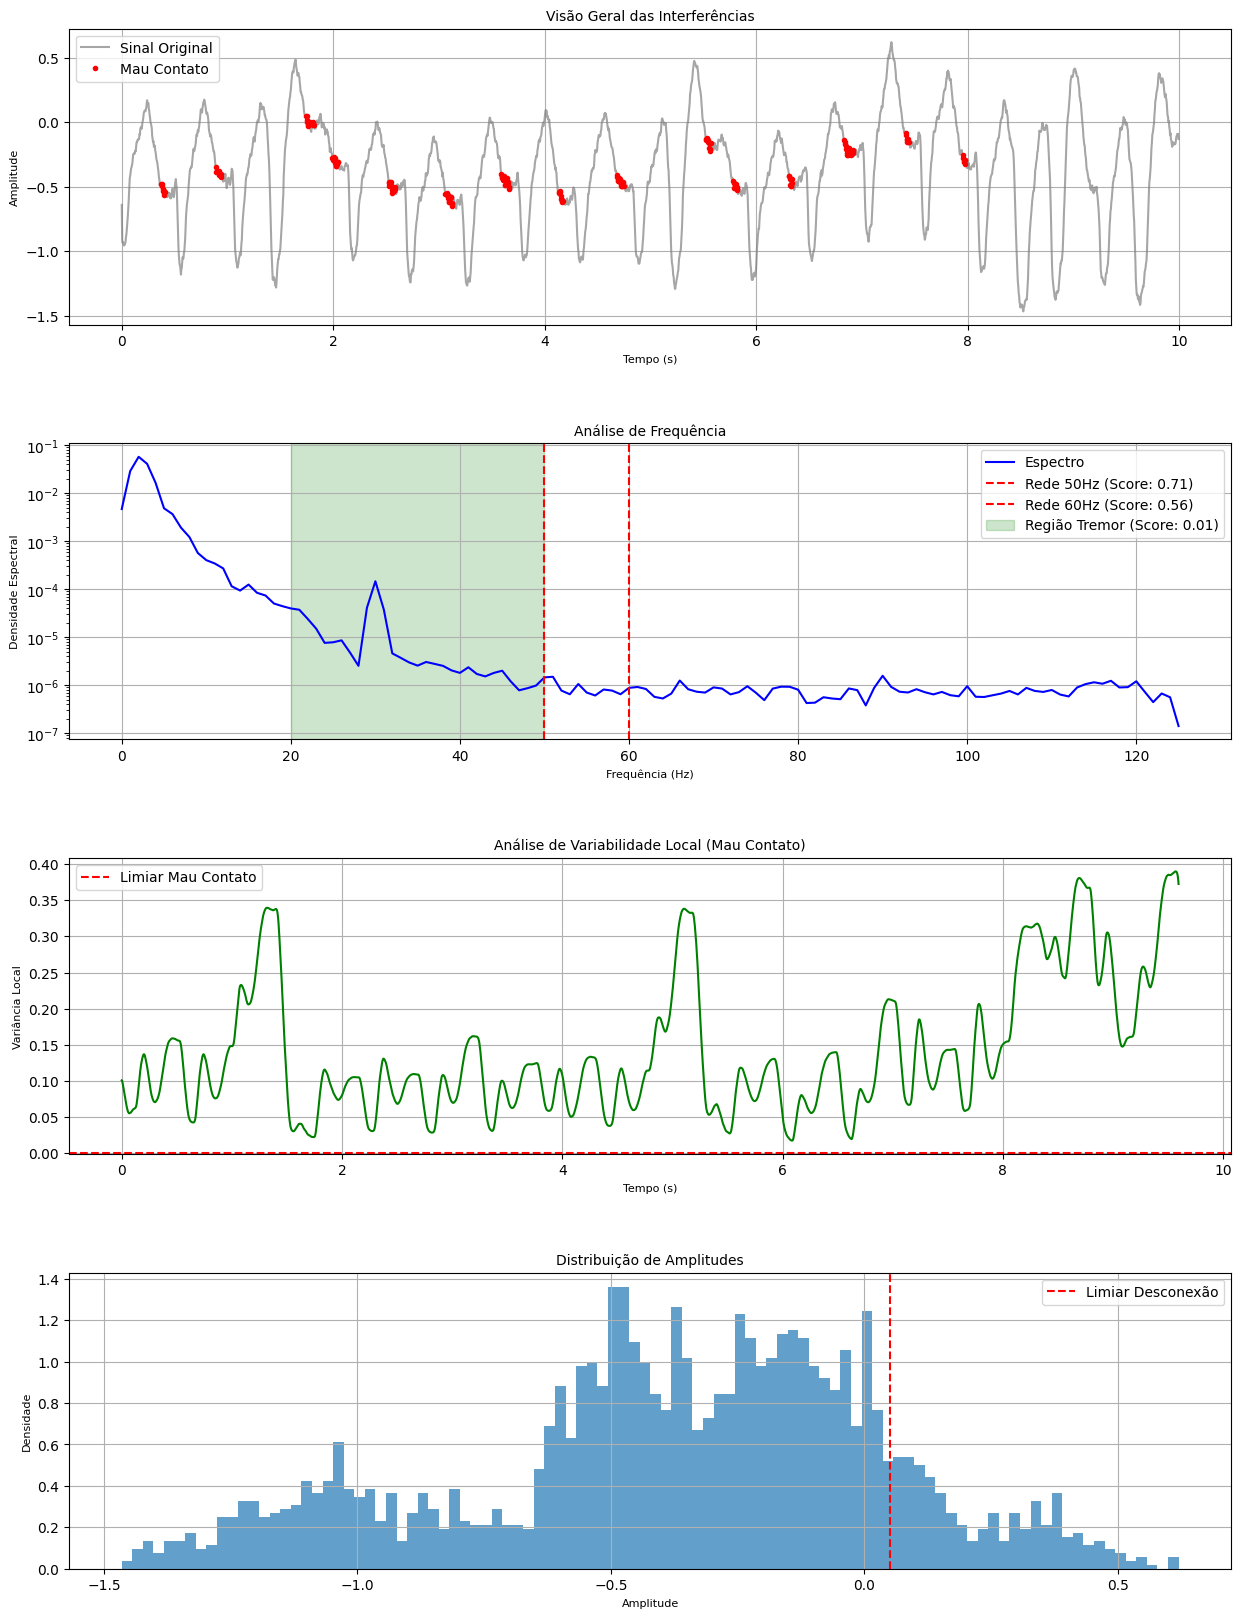 Visão Geral das Interferências
Sinal Original
Mau Contato
Amplitude
0.5
0.0
−0.5
−1.0
−1.5
0 2 4 6 8 10
Tempo (s)
Análise de Frequência
Espectro
Rede 50Hz (Score: 0.71)
Rede 60Hz (Score: 0.56)
Região Tremor (Score: 0.01)
Densidade Espectral
10⁻¹
10⁻²
10⁻³
10⁻⁴
10⁻⁵
10⁻⁶
10⁻⁷
0 20 40 60 80 100 120
Frequência (Hz)
Análise de Variabilidade Local (Mau Contato)
Limiar Mau Contato
Variância Local
0.40
0.35
0.30
0.25
0.20
0.15
0.10
0.05
0.00
0 2 4 6 8 10
Tempo (s)
Distribuição de Amplitudes
Limiar Desconexão
Densidade
1.4
1.2
1.0
0.8
0.6
0.4
0.2
0.0
−1.5 −1.0 −0.5 0.0 0.5
Amplitude